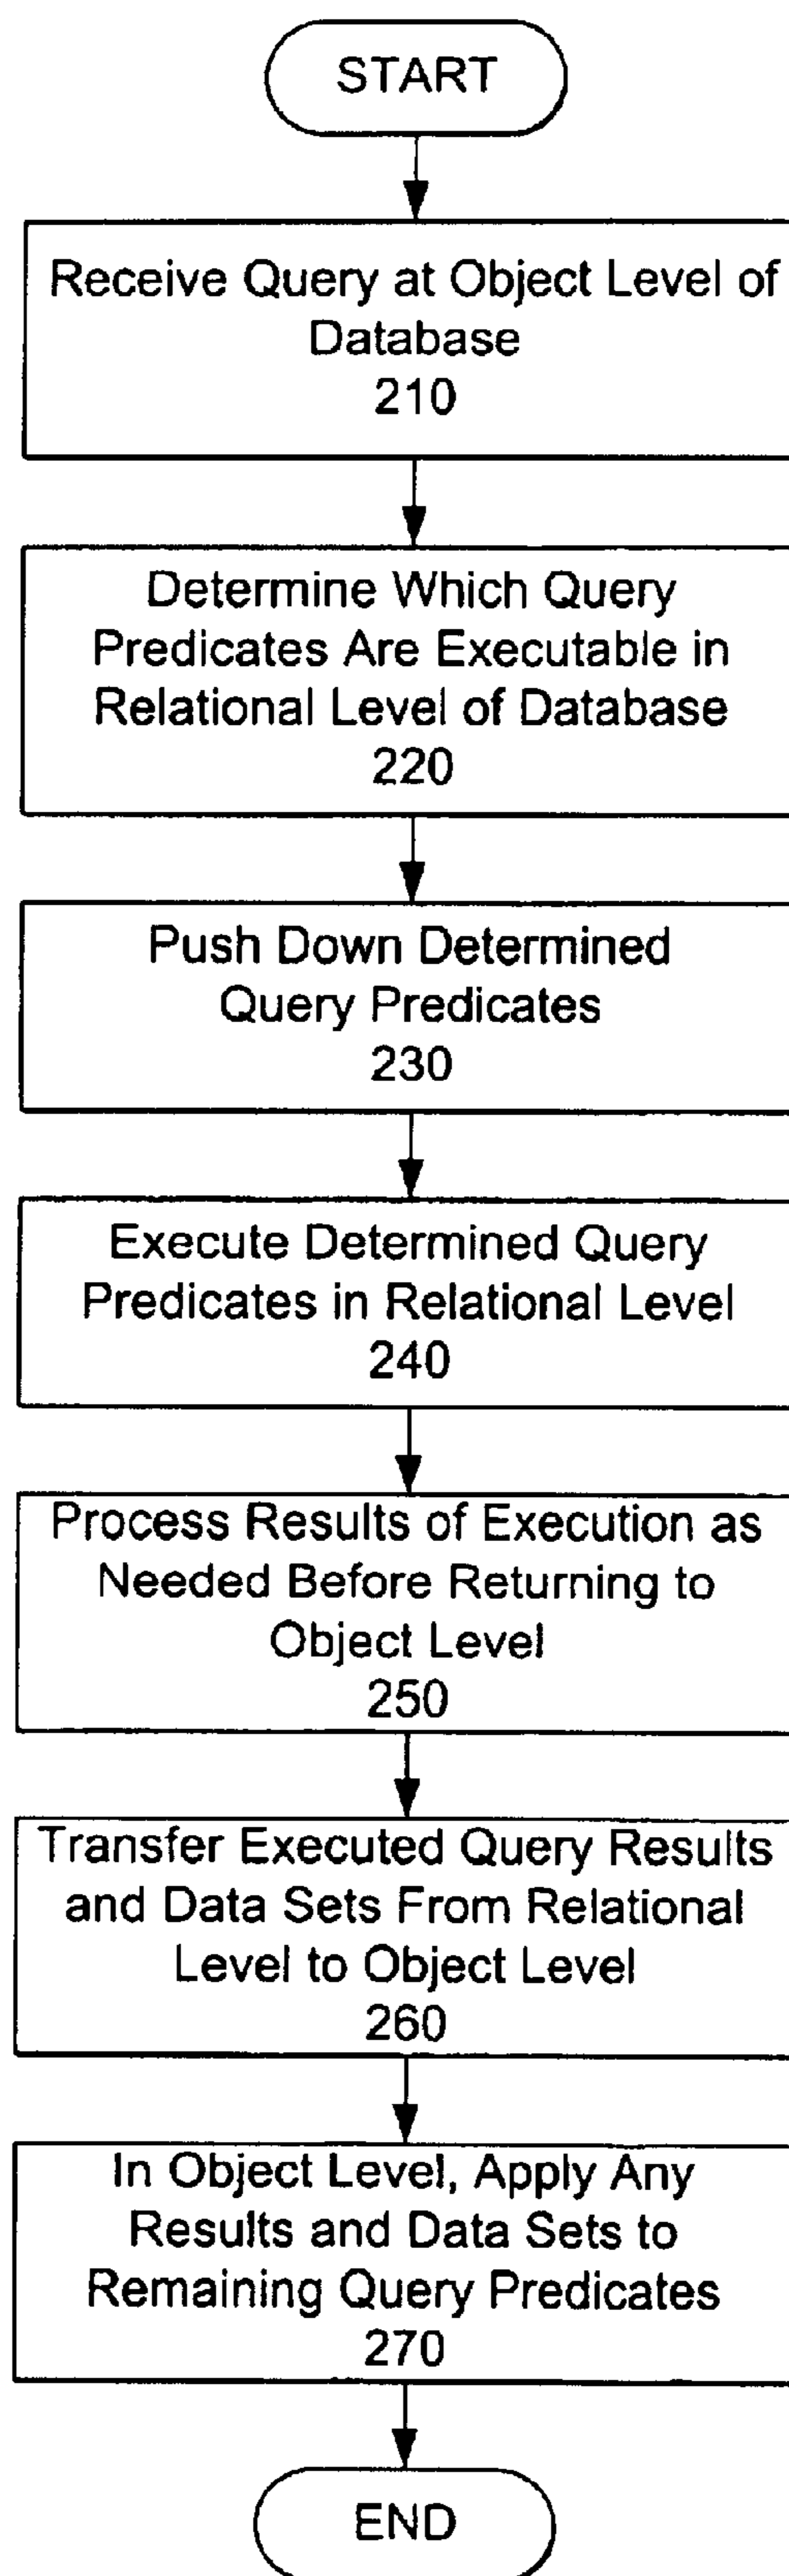 START
Receive Query at Object Level of
Database
210
Determine Which Query
Predicates Are Executable in
Relational Level of Database
220
Push Down Determined
Query Predicates
230
Execute Determined Query
Predicates in Relational Level
240
Process Results of Execution as
Needed Before Returning to
Object Level
250
Transfer Executed Query Results
and Data Sets From Relational
Level to Object Level
260
In Object Level, Apply Any
Results and Data Sets to
Remaining Query Predicates
270
END